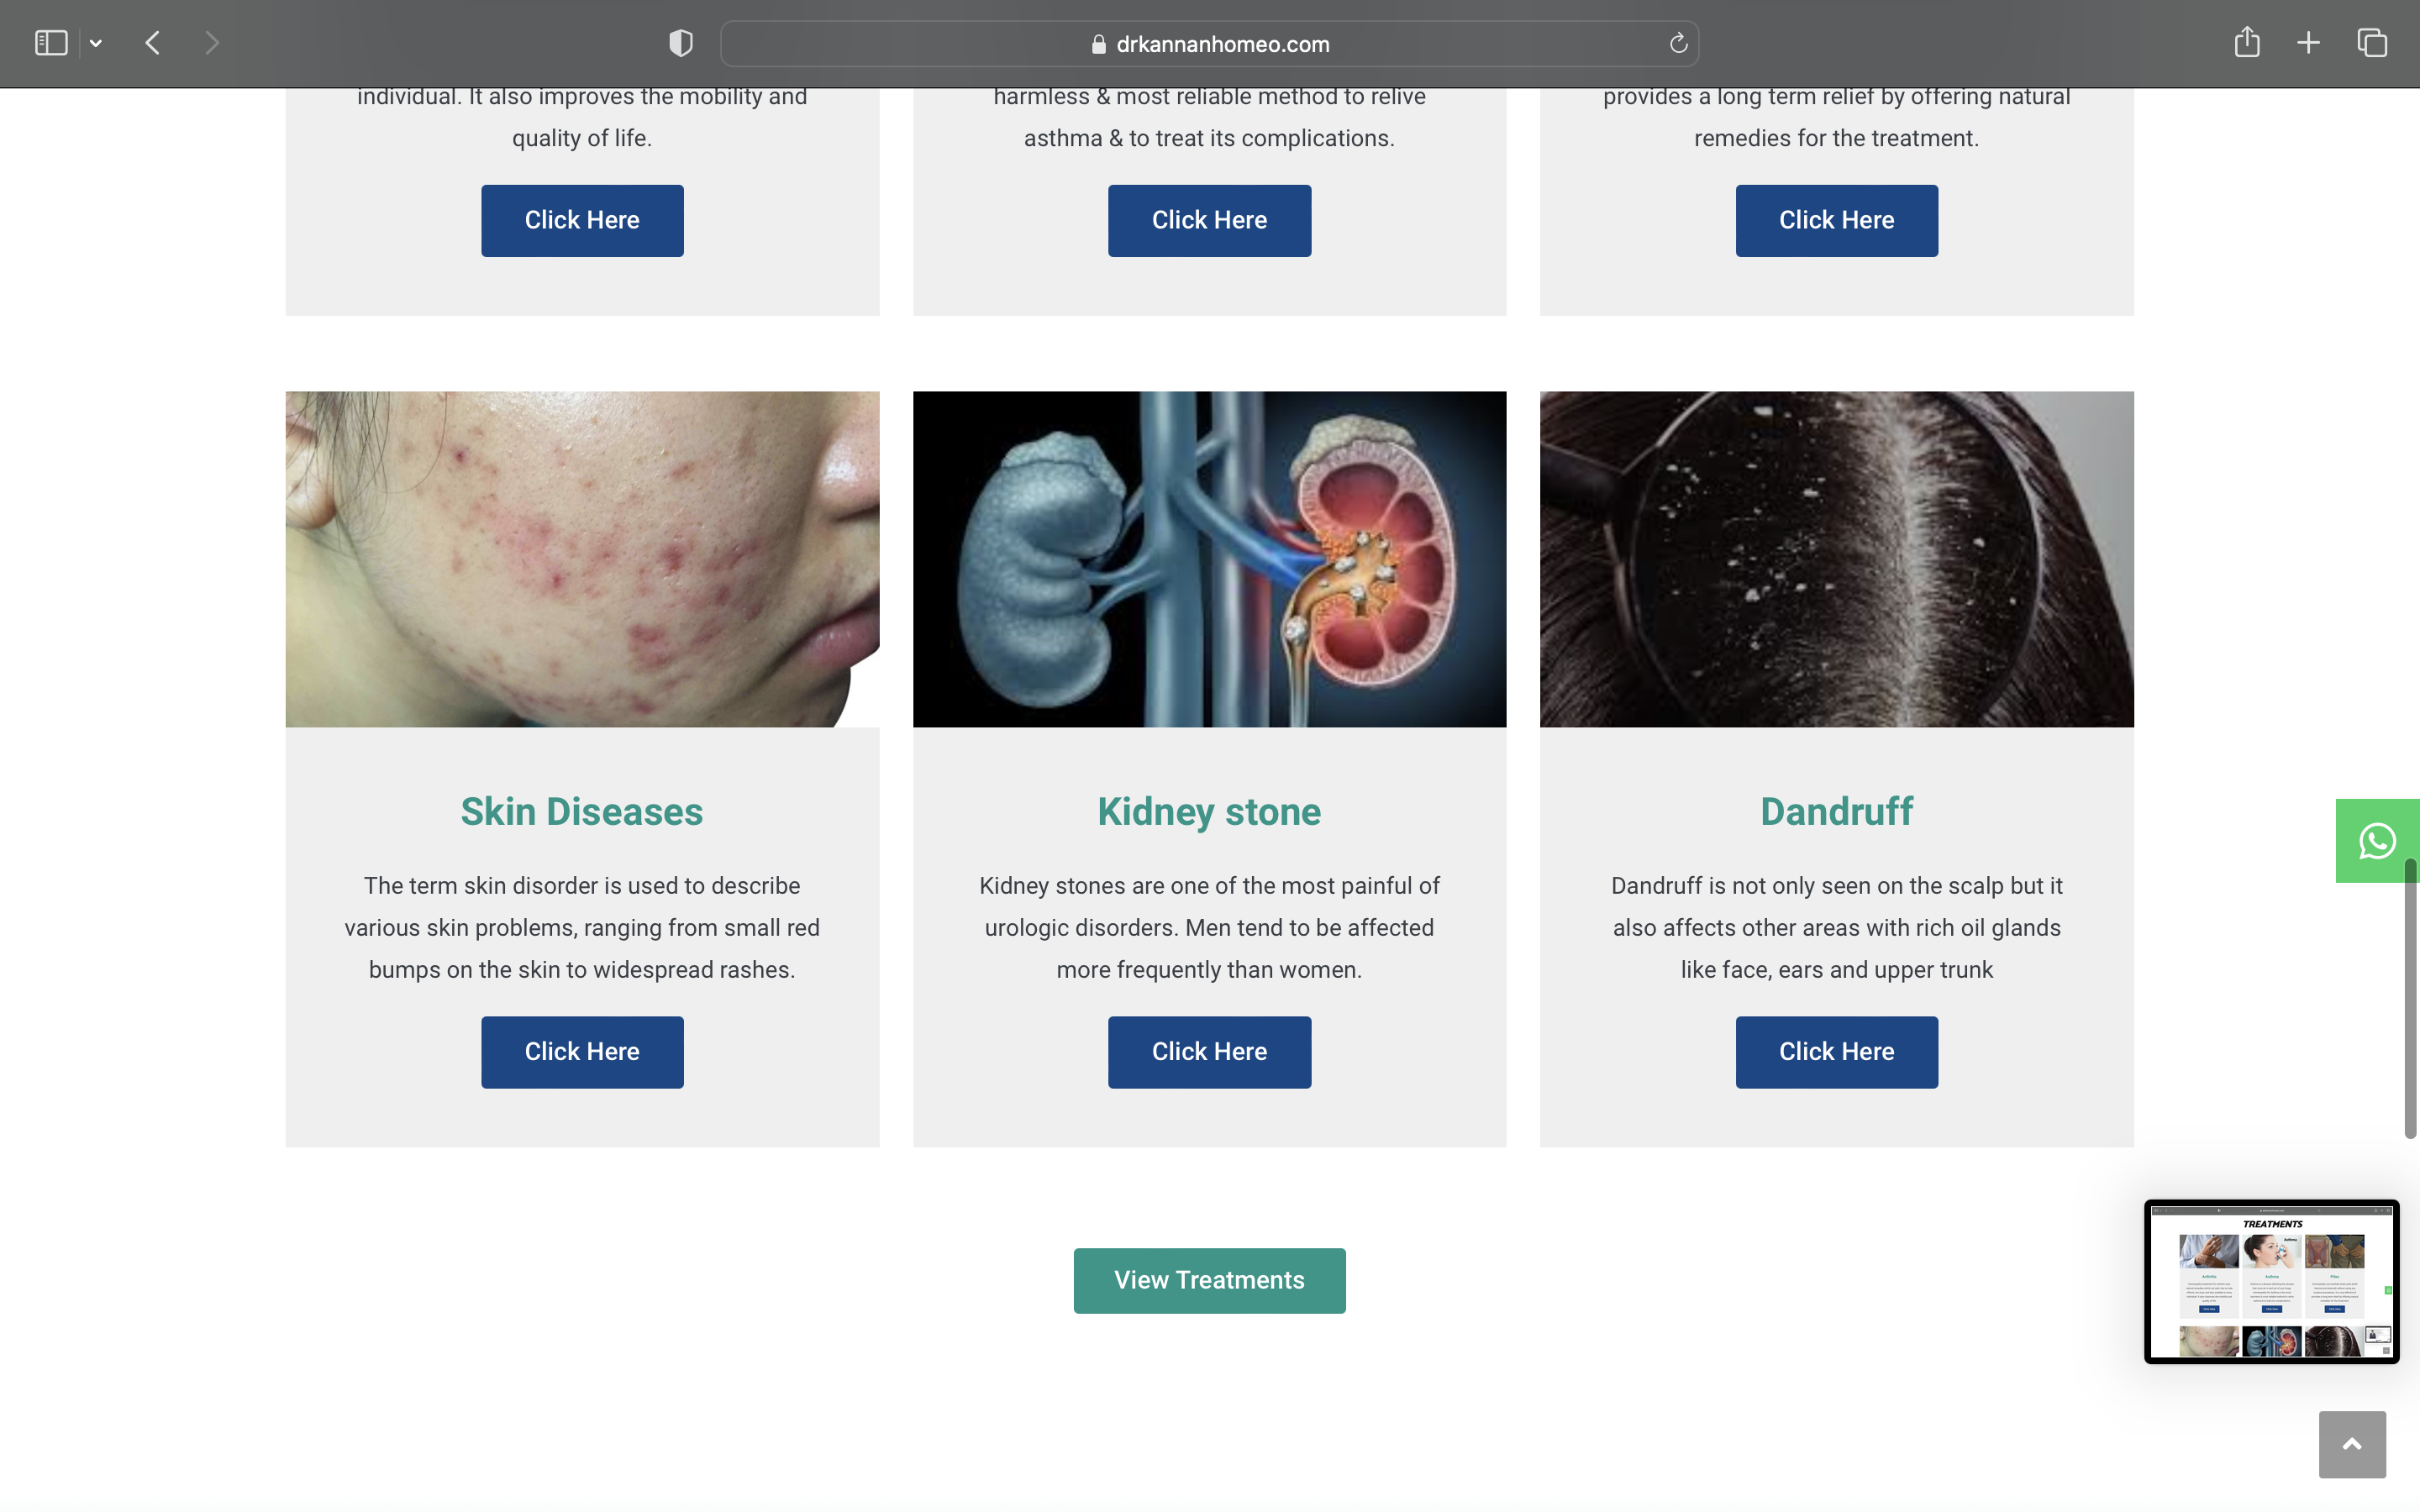 drkannanhomeo.com
individual. It also improves the mobility and
quality of life.
Click Here
harmless & most reliable method to relive
asthma & to treat its complications.
Click Here
provides a long term relief by offering natural
remedies for the treatment.
Click Here
Skin Diseases
The term skin disorder is used to describe
various skin problems, ranging from small red
bumps on the skin to widespread rashes.
Click Here
Kidney stone
Kidney stones are one of the most painful of
urologic disorders. Men tend to be affected
more frequently than women.
Click Here
Dandruff
Dandruff is not only seen on the scalp but it
also affects other areas with rich oil glands
like face, ears and upper trunk
Click Here
View Treatments
TREATMENTS